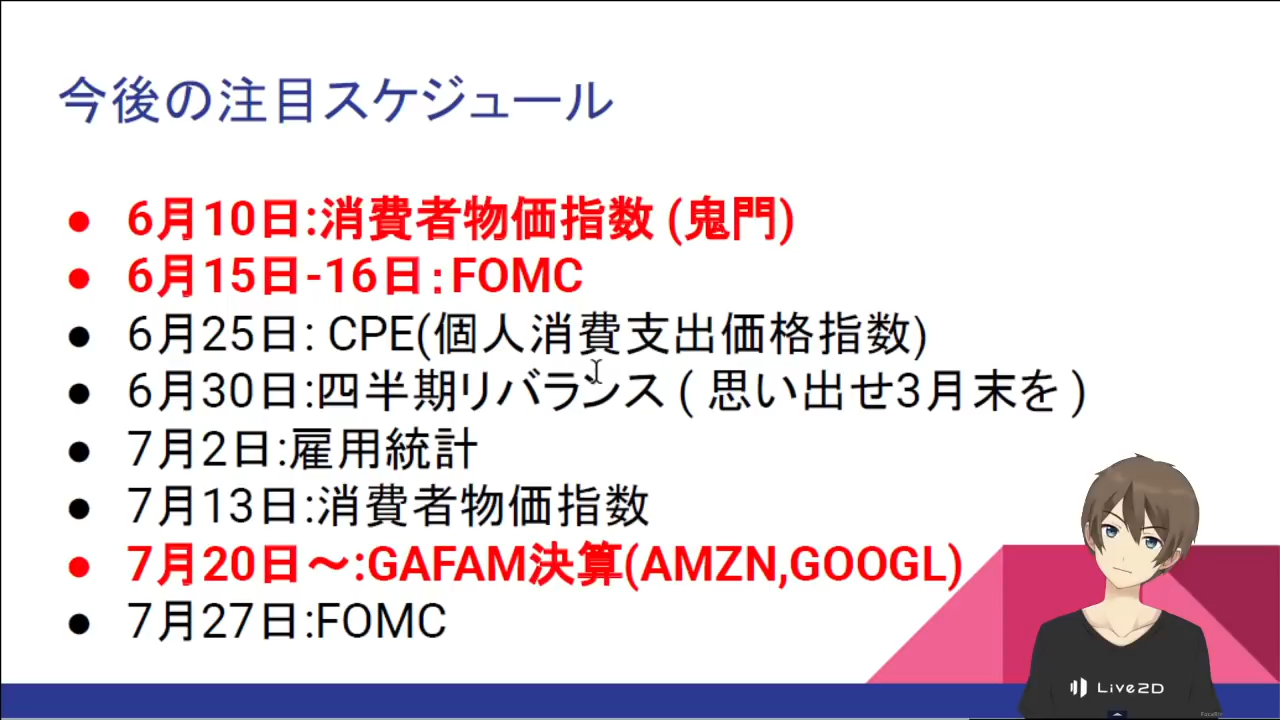 今後の注目スケジュール
● 6月10日:消費者物価指数 (鬼門)
● 6月15日-16日:FOMC
● 6月25日: CPE(個人消費支出価格指数)
● 6月30日:四半期リバランス ( 思い出せ3月末を )
● 7月2日:雇用統計
● 7月13日:消費者物価指数
● 7月20日～:GAFAM決算(AMZN,GOOGL)
● 7月27日:FOMC
Live2D